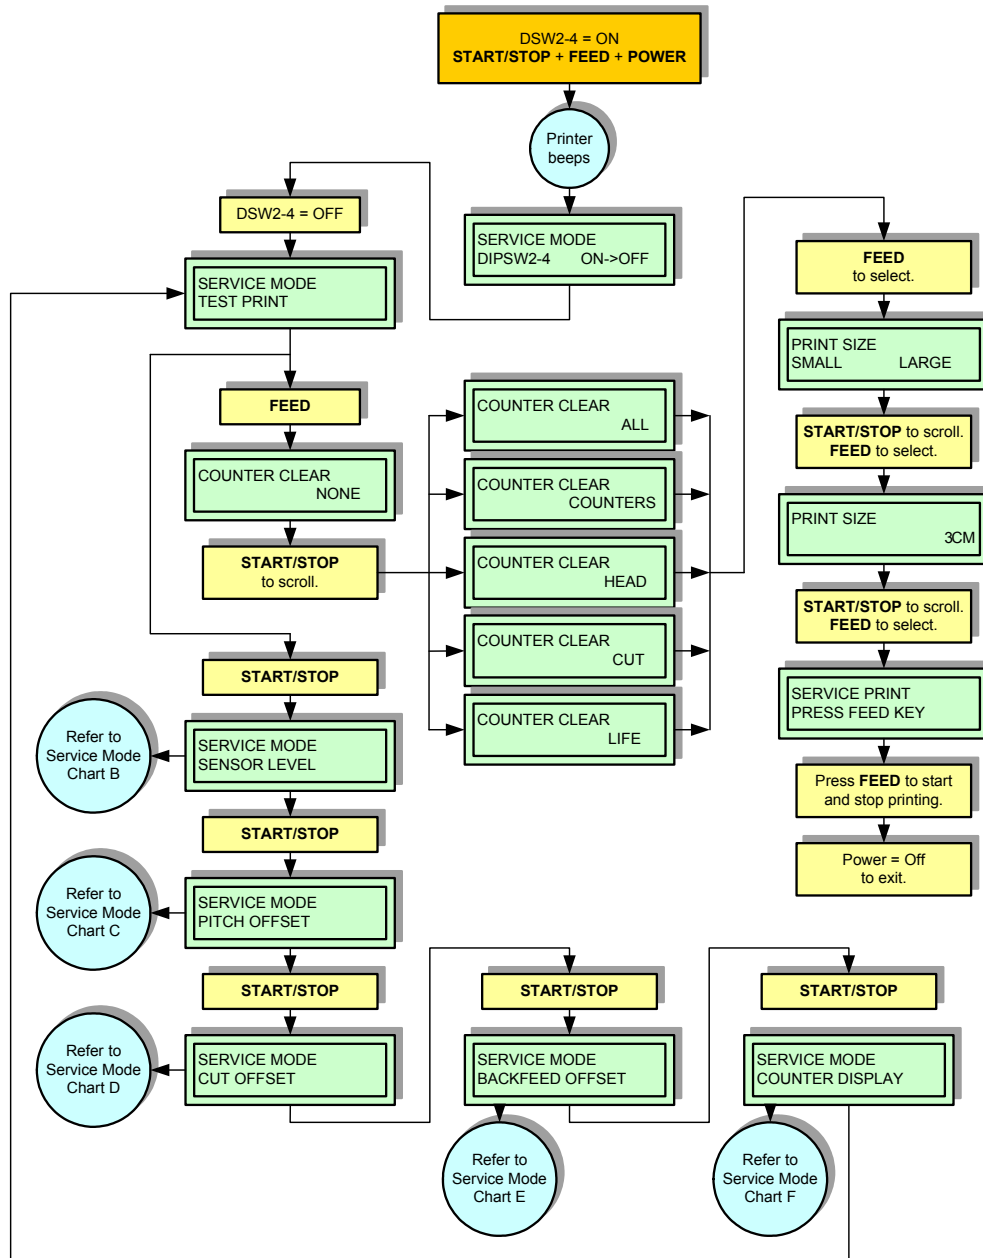 DSW2-4 = ON
START/STOP + FEED + POWER
Printer
beeps
SERVICE MODE
DIPSW2-4 ON->OFF
DSW2-4 = OFF
SERVICE MODE
TEST PRINT
FEED
COUNTER CLEAR
NONE
START/STOP
to scroll.
COUNTER CLEAR
ALL
COUNTER CLEAR
COUNTERS
COUNTER CLEAR
HEAD
COUNTER CLEAR
CUT
COUNTER CLEAR
LIFE
FEED
to select.
PRINT SIZE
SMALL LARGE
START/STOP to scroll.
FEED to select.
PRINT SIZE
3CM
START/STOP to scroll.
FEED to select.
SERVICE PRINT
PRESS FEED KEY
Press FEED to start
and stop printing.
Power = Off
to exit.
START/STOP
SERVICE MODE
SENSOR LEVEL
Refer to
Service Mode
Chart B
START/STOP
SERVICE MODE
PITCH OFFSET
Refer to
Service Mode
Chart C
START/STOP
SERVICE MODE
CUT OFFSET
Refer to
Service Mode
Chart D
START/STOP
SERVICE MODE
BACKFEED OFFSET
Refer to
Service Mode
Chart E
START/STOP
SERVICE MODE
COUNTER DISPLAY
Refer to
Service Mode
Chart F